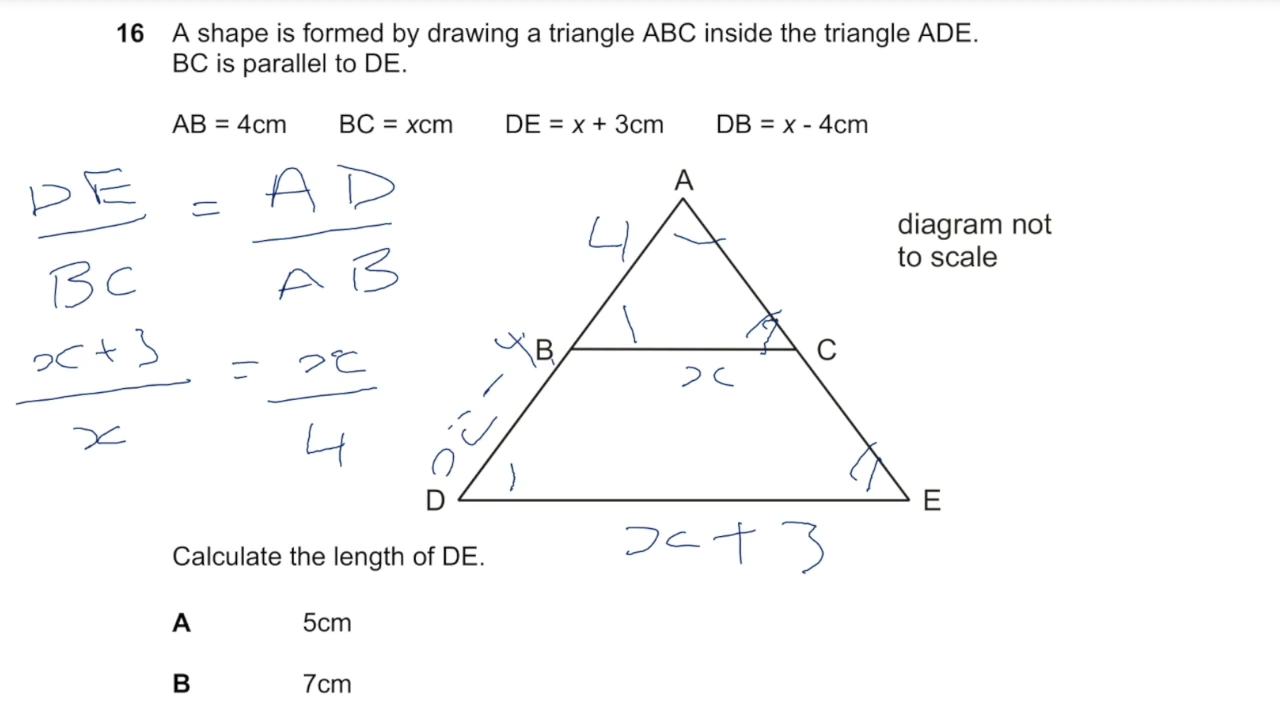 16 A shape is formed by drawing a triangle ABC inside the triangle ADE.
BC is parallel to DE.
AB = 4cm BC = xcm DE = x + 3cm DB = x - 4cm
DE/BC = AD/AB
x+3/x = x/4
A
4
diagram not
to scale
B
C
x
x-4
D
E
x+3
Calculate the length of DE.
A 5cm
B 7cm